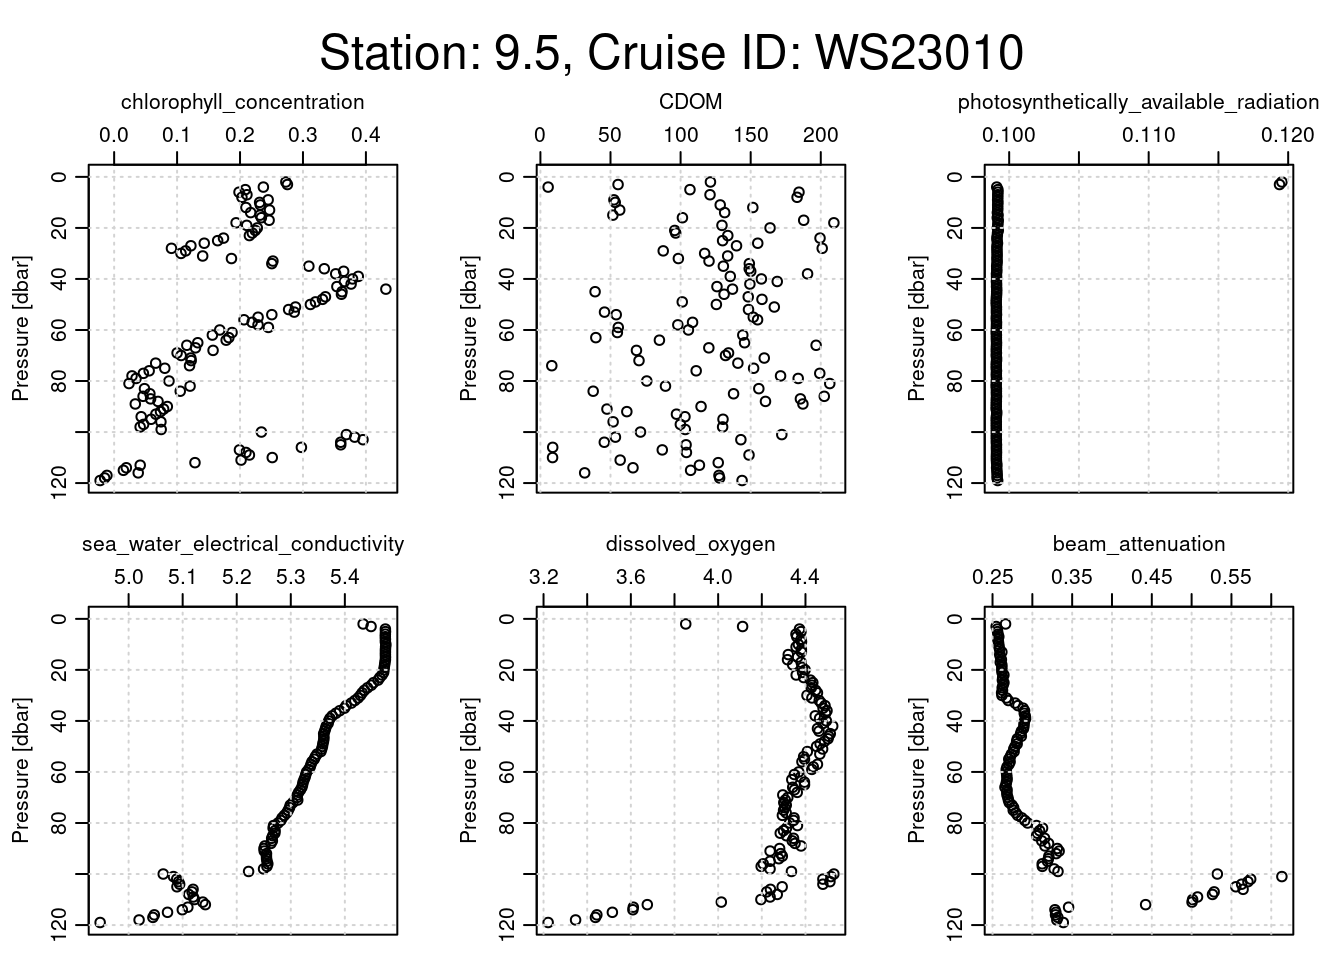 Station: 9.5, Cruise ID: WS23010
chlorophyll_concentration
0.0 0.1 0.2 0.3 0.4
Pressure [dbar]
0
20
40
60
80
120
CDOM
0 50 100 150 200
Pressure [dbar]
0
20
40
60
80
120
photosynthetically_available_radiation
0.100 0.110 0.120
Pressure [dbar]
0
20
40
60
80
120
sea_water_electrical_conductivity
5.0 5.1 5.2 5.3 5.4
Pressure [dbar]
0
20
40
60
80
120
dissolved_oxygen
3.2 3.6 4.0 4.4
Pressure [dbar]
0
20
40
60
80
120
beam_attenuation
0.25 0.35 0.45 0.55
Pressure [dbar]
0
20
40
60
80
120